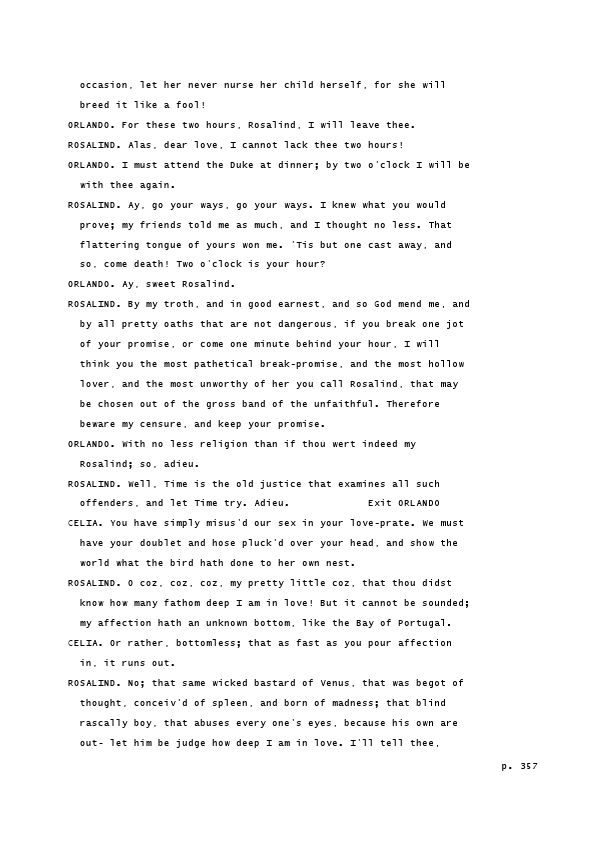 occasion, let her never nurse her child herself, for she will
breed it like a fool!
ORLANDO. For these two hours, Rosalind, I will leave thee.
ROSALIND. Alas, dear love, I cannot lack thee two hours!
ORLANDO. I must attend the Duke at dinner; by two o'clock I will be
with thee again.
ROSALIND. Ay, go your ways, go your ways. I knew what you would
prove; my friends told me as much, and I thought no less. That
flattering tongue of yours won me. 'Tis but one cast away, and
so, come death! Two o'clock is your hour?
ORLANDO. Ay, sweet Rosalind.
ROSALIND. By my troth, and in good earnest, and so God mend me, and
by all pretty oaths that are not dangerous, if you break one jot
of your promise, or come one minute behind your hour, I will
think you the most pathetical break-promise, and the most hollow
lover, and the most unworthy of her you call Rosalind, that may
be chosen out of the gross band of the unfaithful. Therefore
beware my censure, and keep your promise.
ORLANDO. With no less religion than if thou wert indeed my
Rosalind; so, adieu.
ROSALIND. Well, Time is the old justice that examines all such
offenders, and let Time try. Adieu. Exit ORLANDO
CELIA. You have simply misus'd our sex in your love-prate. We must
have your doublet and hose pluck'd over your head, and show the
world what the bird hath done to her own nest.
ROSALIND. O coz, coz, coz, my pretty little coz, that thou didst
know how many fathom deep I am in love! But it cannot be sounded;
my affection hath an unknown bottom, like the Bay of Portugal.
CELIA. Or rather, bottomless; that as fast as you pour affection
in, it runs out.
ROSALIND. No; that same wicked bastard of Venus, that was begot of
thought, conceiv'd of spleen, and born of madness; that blind
rascally boy, that abuses every one's eyes, because his own are
out- let him be judge how deep I am in love. I'll tell thee,
p. 357